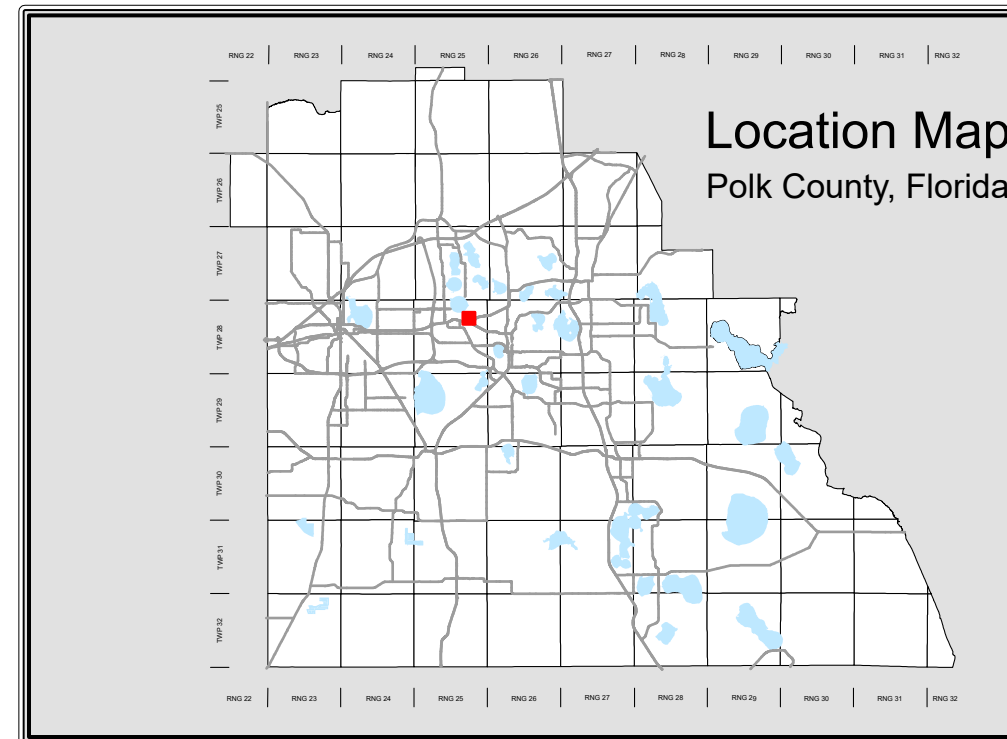 RNG 22 RNG 23 RNG 24 RNG 25 RNG 26 RNG 27 RNG 28 RNG 29 RNG 30 RNG 31 RNG 32
Location Map
Polk County, Florida
TWP 25
TWP 26
TWP 27
TWP 28
TWP 29
TWP 30
TWP 31
TWP 32
RNG 22 RNG 23 RNG 24 RNG 25 RNG 26 RNG 27 RNG 28 RNG 29 RNG 30 RNG 31 RNG 32